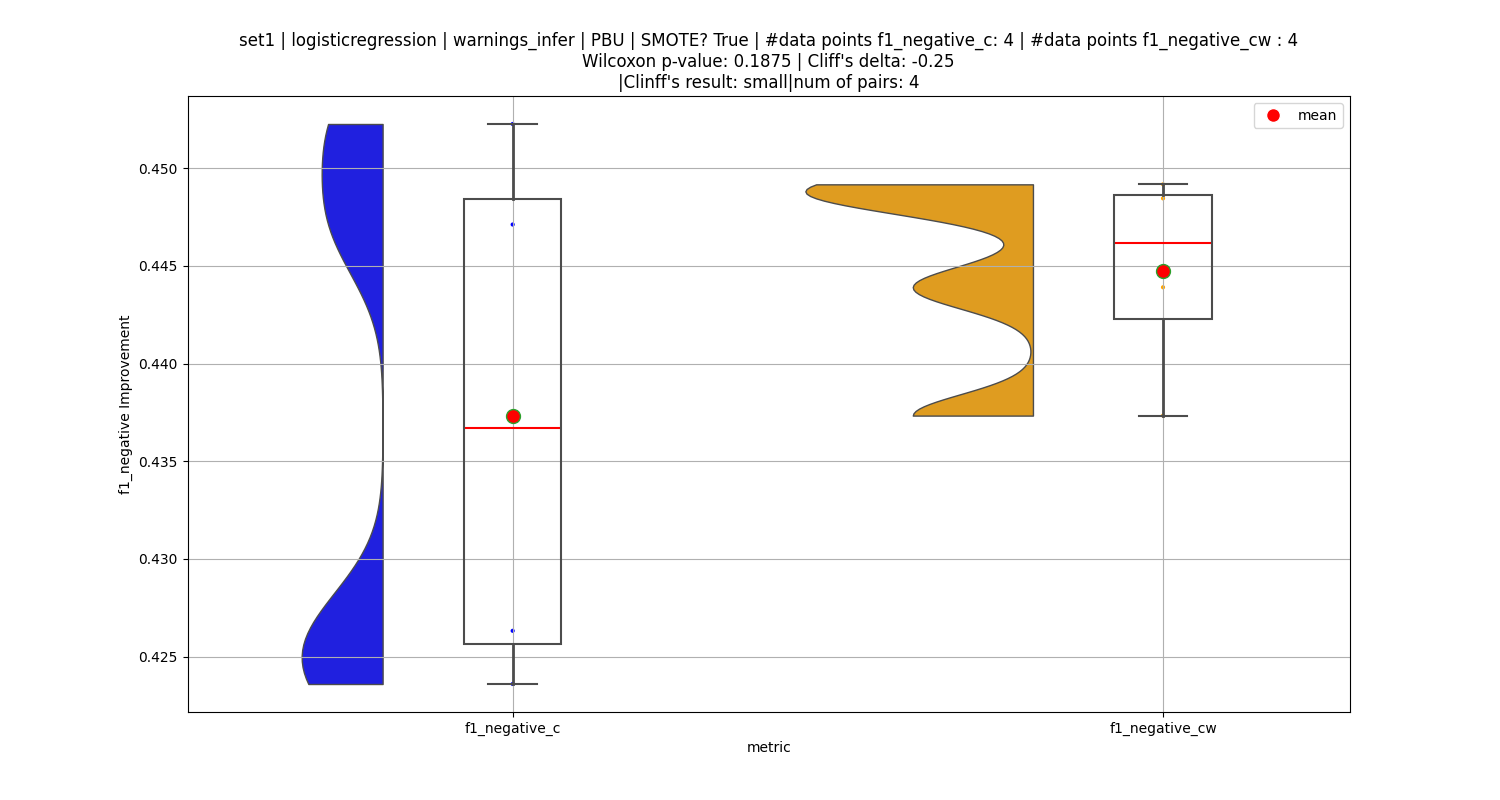 set1 | logisticregression | warnings_infer | PBU | SMOTE? True | #data points f1_negative_c: 4 | #data points f1_negative_cw : 4
Wilcoxon p-value: 0.1875 | Cliff's delta: -0.25
|Clinff's result: small|num of pairs: 4
mean
0.450
0.445
0.440
0.435
0.430
0.425
f1_negative Improvement
f1_negative_c
f1_negative_cw
metric